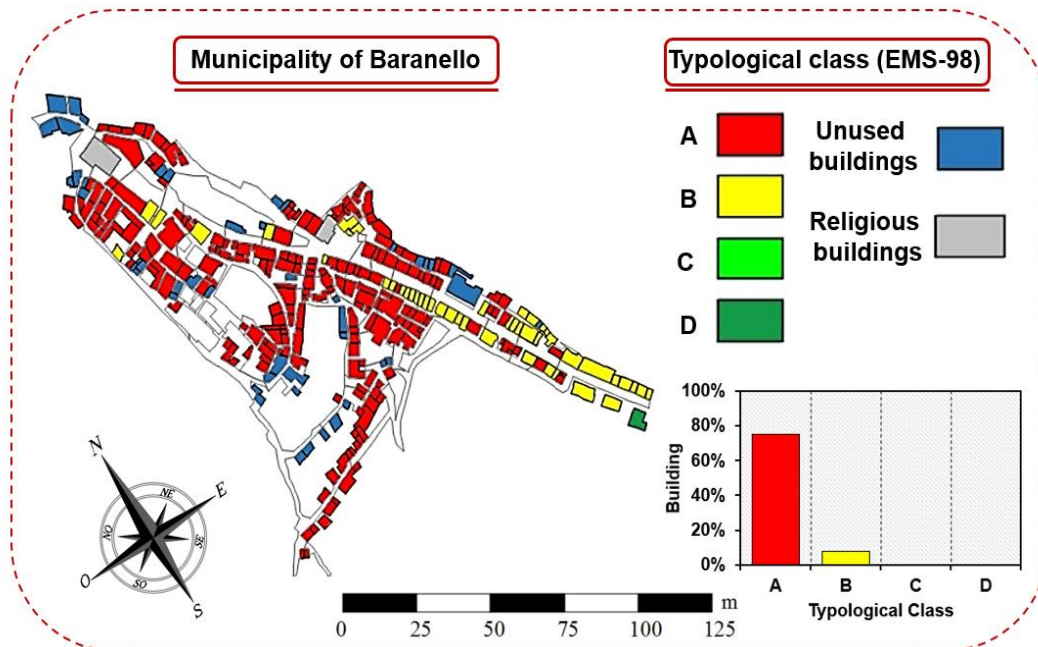 Municipality of Baranello
Typological class (EMS-98)
A
B
C
D
Unused
buildings
Religious
buildings
N
NE
E
SE
S
SO
O
NO
0 25 50 75 100 125
m
100%
80%
60%
40%
20%
0%
Building
A B C D
Typological Class